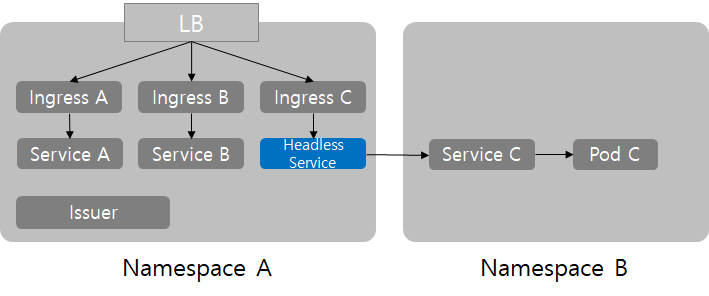 LB
Ingress A
Ingress B
Ingress C
Service A
Service B
Headless
Service
Service C
Pod C
Issuer
Namespace A
Namespace B